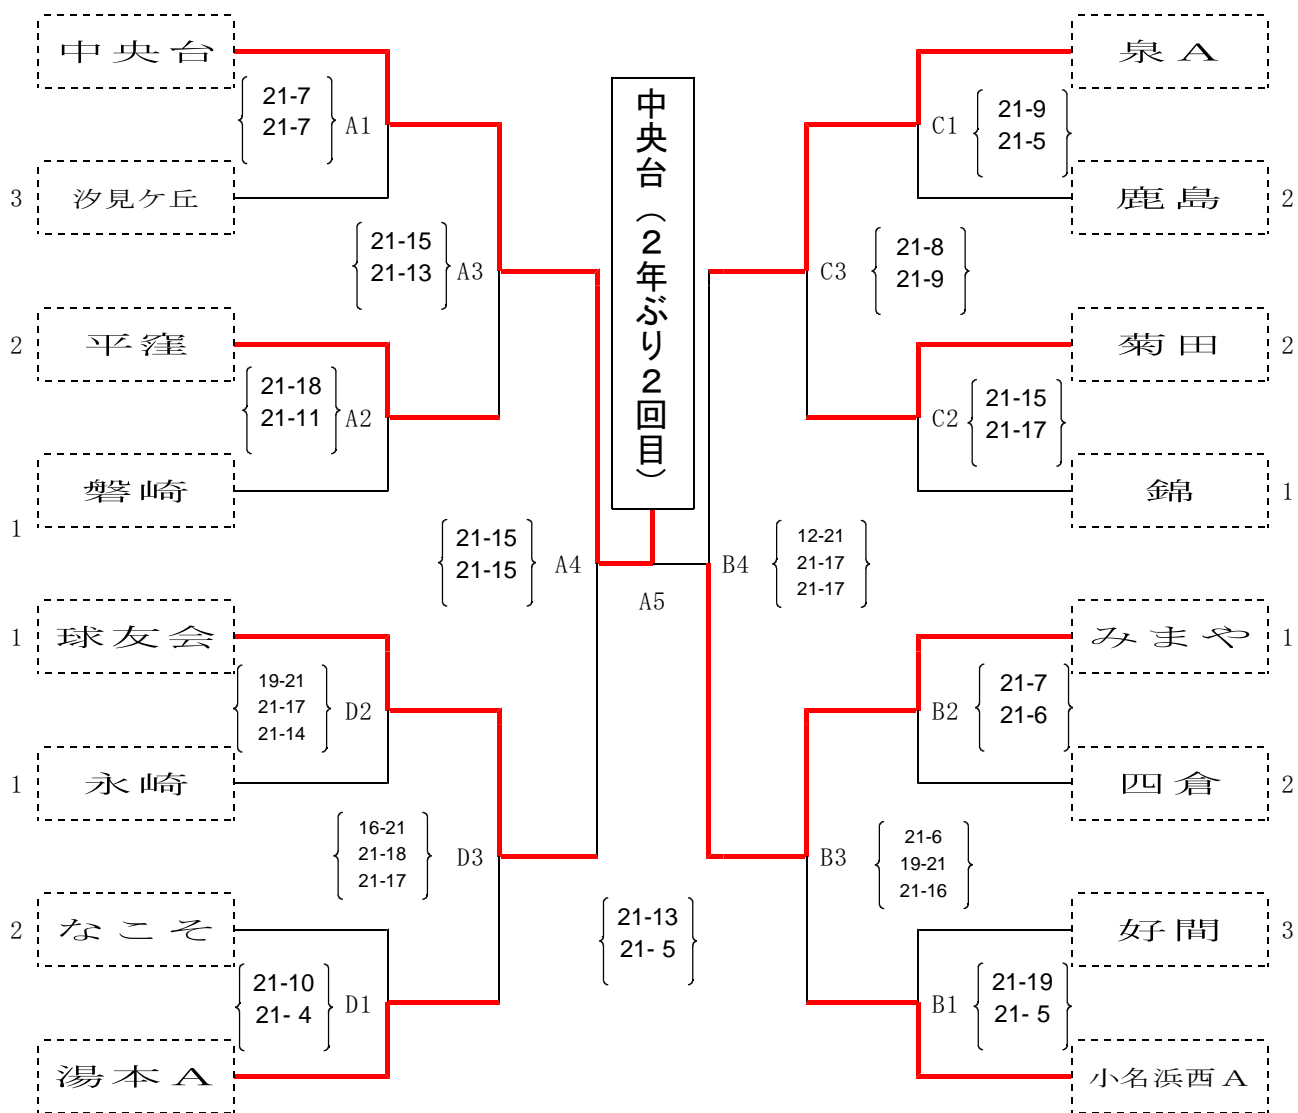 中央台
21-7
21-7
A1
3
汐見ケ丘
21-15
21-13
A3
2
平窪
21-18
21-11
A2
磐崎
1
21-15
21-15
A4
1
球友会
19-21
21-17
21-14
D2
1
永崎
16-21
21-18
21-17
D3
2
なこそ
21-10
21- 4
D1
湯本A
中央台（２年ぶり２回目）
A5
21-13
21- 5
泉A
C1
21-9
21-5
鹿島
2
C3
21-8
21-9
菊田
2
C2
21-15
21-17
錦
1
B4
12-21
21-17
21-17
みまや
1
B2
21-7
21-6
四倉
2
B3
21-6
19-21
21-16
好間
3
B1
21-19
21- 5
小名浜西A